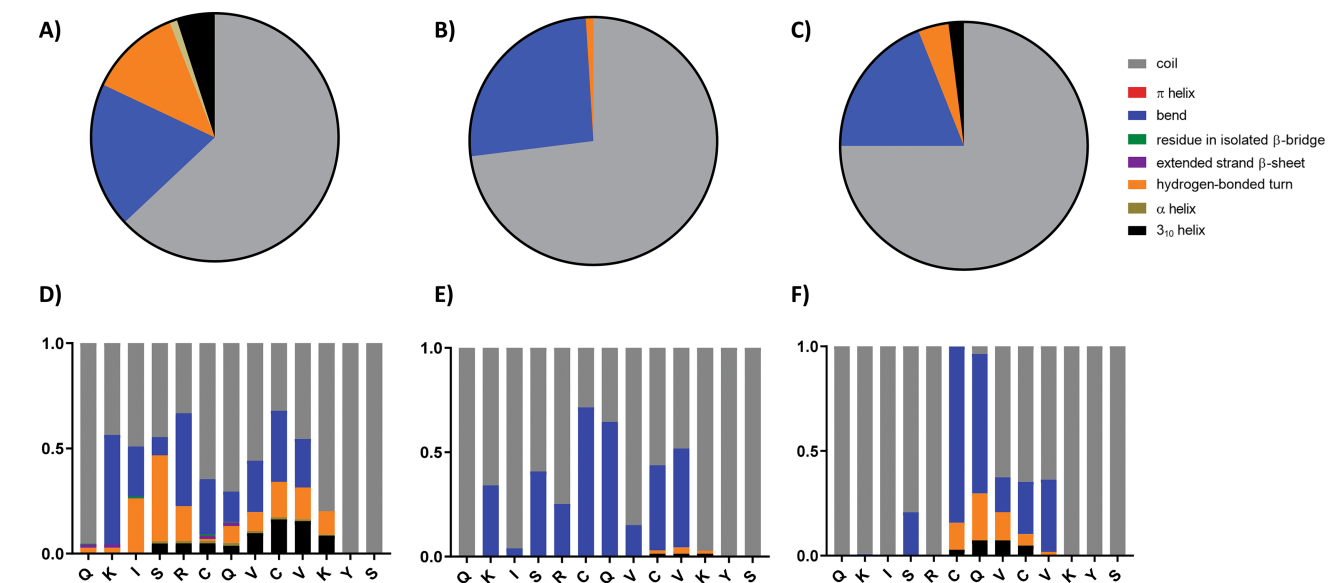 A)
B)
C)
coil
π helix
bend
residue in isolated β-bridge
extended strand β-sheet
hydrogen-bonded turn
α helix
3₁₀ helix
D)
E)
F)
1.0
0.5
0.0
Q K I S R C Q V C V K Y S
1.0
0.5
0.0
Q K I S R C Q V C V K Y S
1.0
0.5
0.0
Q K I S R C Q V C V K Y S